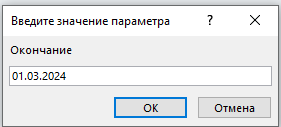 Введите значение параметра ?
Окончание
01.03.2024
ОК Отмена